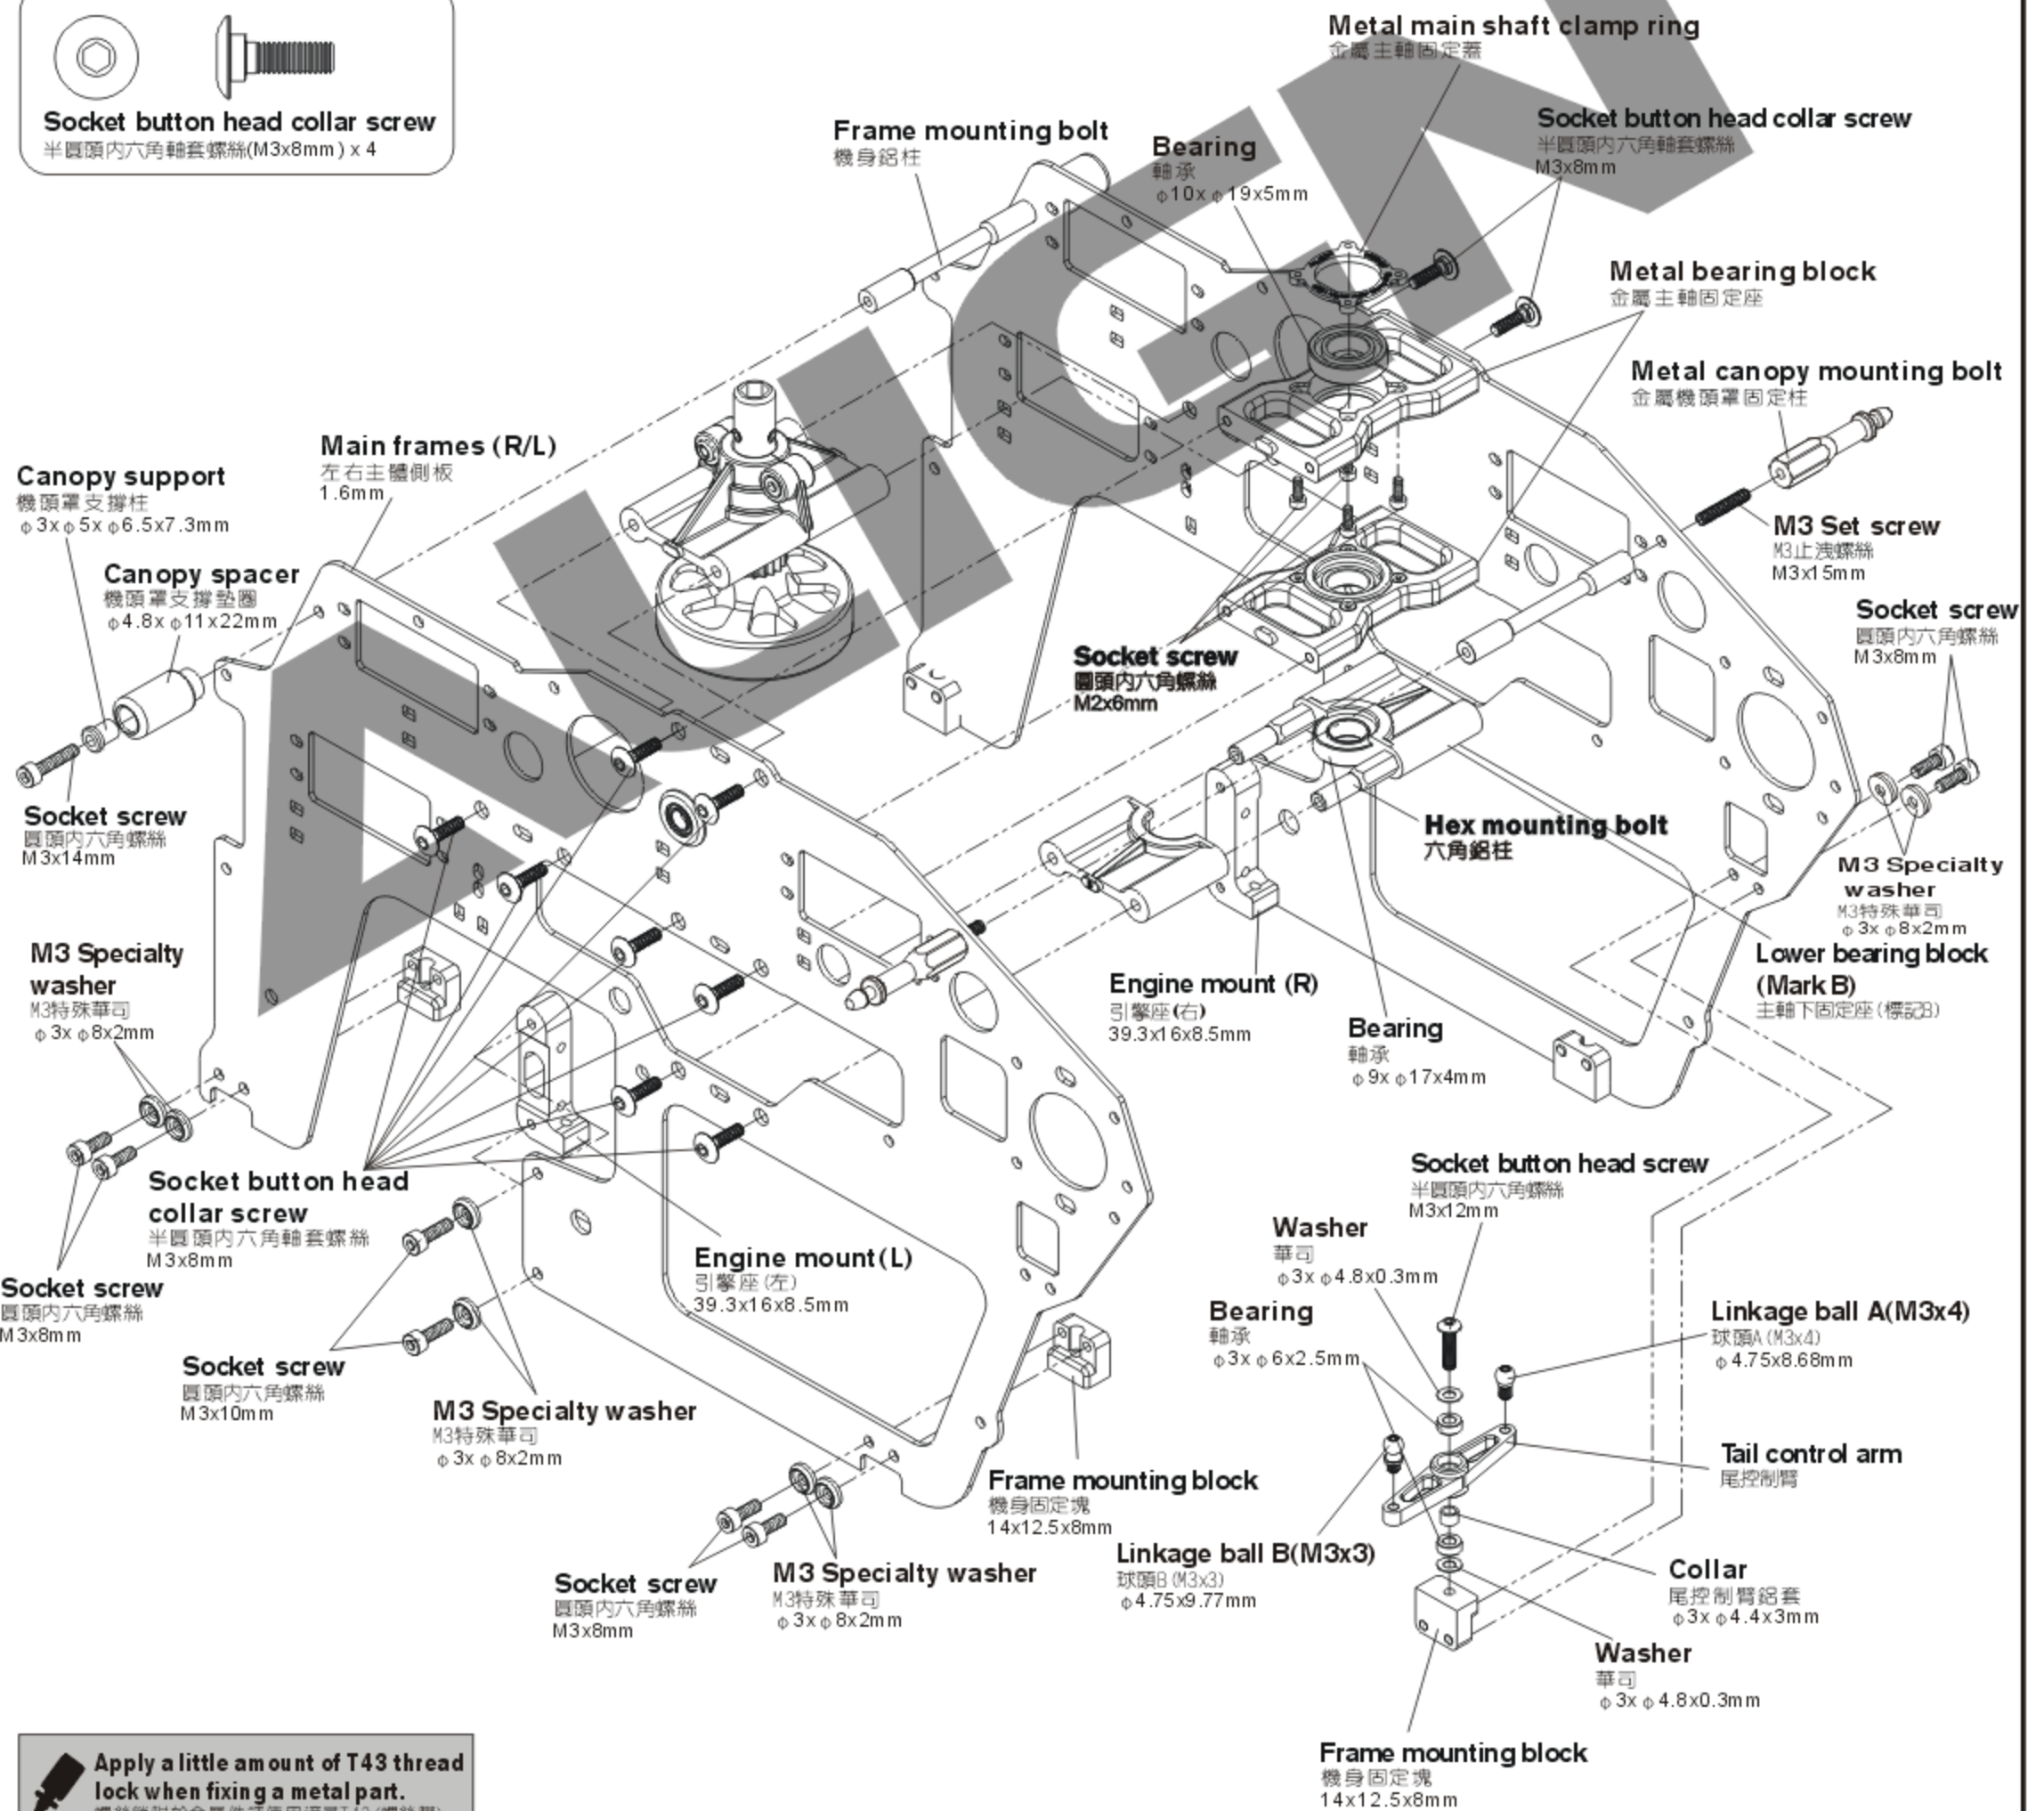 Socket button head collar screw
半圓頭內六角軸套螺絲(M3x8mm) x 4
Metal main shaft clamp ring
金屬主軸固定蓋
Frame mounting bolt
機身鋁柱
Bearing
軸承
φ10xφ19x5mm
Socket button head collar screw
半圓頭內六角軸套螺絲
M3x8mm
Metal bearing block
金屬主軸固定座
Metal canopy mounting bolt
金屬機頭罩固定柱
Main frames (R/L)
左右主體側板
1.6mm
Canopy support
機頭罩支撐柱
φ3xφ5xφ6.5x7.3mm
Canopy spacer
機頭罩支撐墊圈
φ4.8xφ11x22mm
M3 Set screw
M3止洩螺絲
M3x15mm
Socket screw
圓頭內六角螺絲
M3x8mm
Socket screw
圓頭內六角螺絲
M2x6mm
Socket screw
圓頭內六角螺絲
M3x14mm
Hex mounting bolt
六角鋁柱
M3 Specialty
washer
M3特殊華司
φ3xφ8x2mm
M3 Specialty
washer
M3特殊華司
φ3xφ8x2mm
Lower bearing block
(Mark B)
主軸下固定座(標記B)
Engine mount (R)
引擎座(右)
39.3x16x8.5mm
Bearing
軸承
φ9xφ17x4mm
Socket button head
collar screw
半圓頭內六角軸套螺絲
M3x8mm
Socket screw
圓頭內六角螺絲
M3x8mm
Engine mount(L)
引擎座(左)
39.3x16x8.5mm
Socket button head screw
半圓頭內六角螺絲
M3x12mm
Washer
華司
φ3xφ4.8x0.3mm
Bearing
軸承
φ3xφ6x2.5mm
Linkage ball A(M3x4)
球頭A(M3x4)
φ4.75x8.68mm
Socket screw
圓頭內六角螺絲
M3x10mm
M3 Specialty washer
M3特殊華司
φ3xφ8x2mm
Tail control arm
尾控制臂
Frame mounting block
機身固定塊
14x12.5x8mm
Linkage ball B(M3x3)
球頭B(M3x3)
φ4.75x9.77mm
Collar
尾控制臂鋁套
φ3xφ4.4x3mm
Socket screw
圓頭內六角螺絲
M3x8mm
M3 Specialty washer
M3特殊華司
φ3xφ8x2mm
Washer
華司
φ3xφ4.8x0.3mm
Frame mounting block
機身固定塊
14x12.5x8mm
Apply a little amount of T43 thread
lock when fixing a metal part.
ALIGN